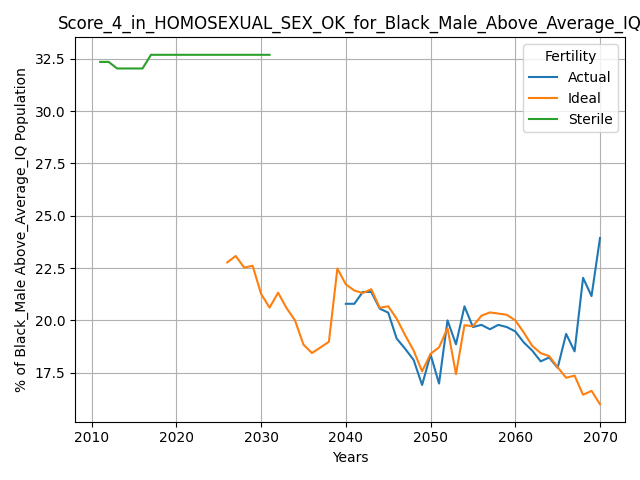 Score_4_in_HOMOSEXUAL_SEX_OK_for_Black_Male_Above_Average_IQ
% of Black_Male Above_Average_IQ Population
32.5
30.0
27.5
25.0
22.5
20.0
17.5
Fertility
Actual
Ideal
Sterile
2010 2020 2030 2040 2050 2060 2070
Years